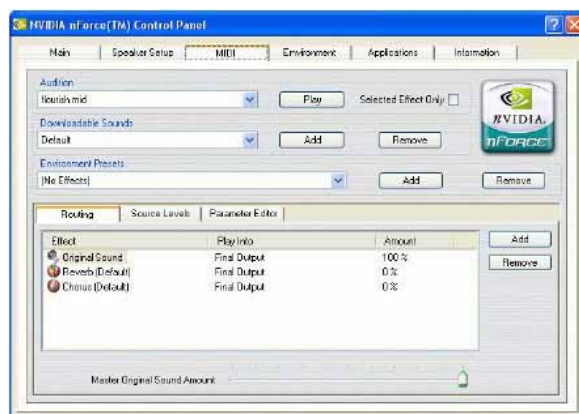 NVIDIA nForce(TM) Control Panel
Main Speaker Setup MIDI Environment Applications Information
Audition
flourish.mid Play Selected Effect Only
Downloadable Sounds
Default Add Remove
Environment Presets
(No Effects) Add Remove
NVIDIA
nFORCE
Routing Source Levels Parameter Editor
Effect Play Into Amount Add
Original Sound Final Output 100 %
Reverb (Default) Final Output 0 % Remove
Chorus (Default) Final Output 0 %
Master Original Sound Amount